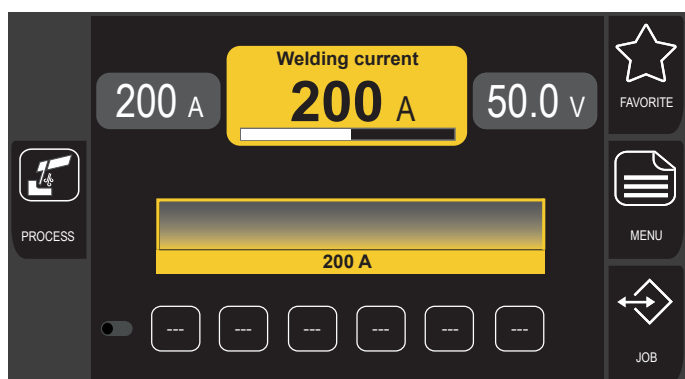 Welding current
200 A
200 A
50.0 V
FAVORITE
PROCESS
MENU
200 A
---
---
---
---
---
---
JOB